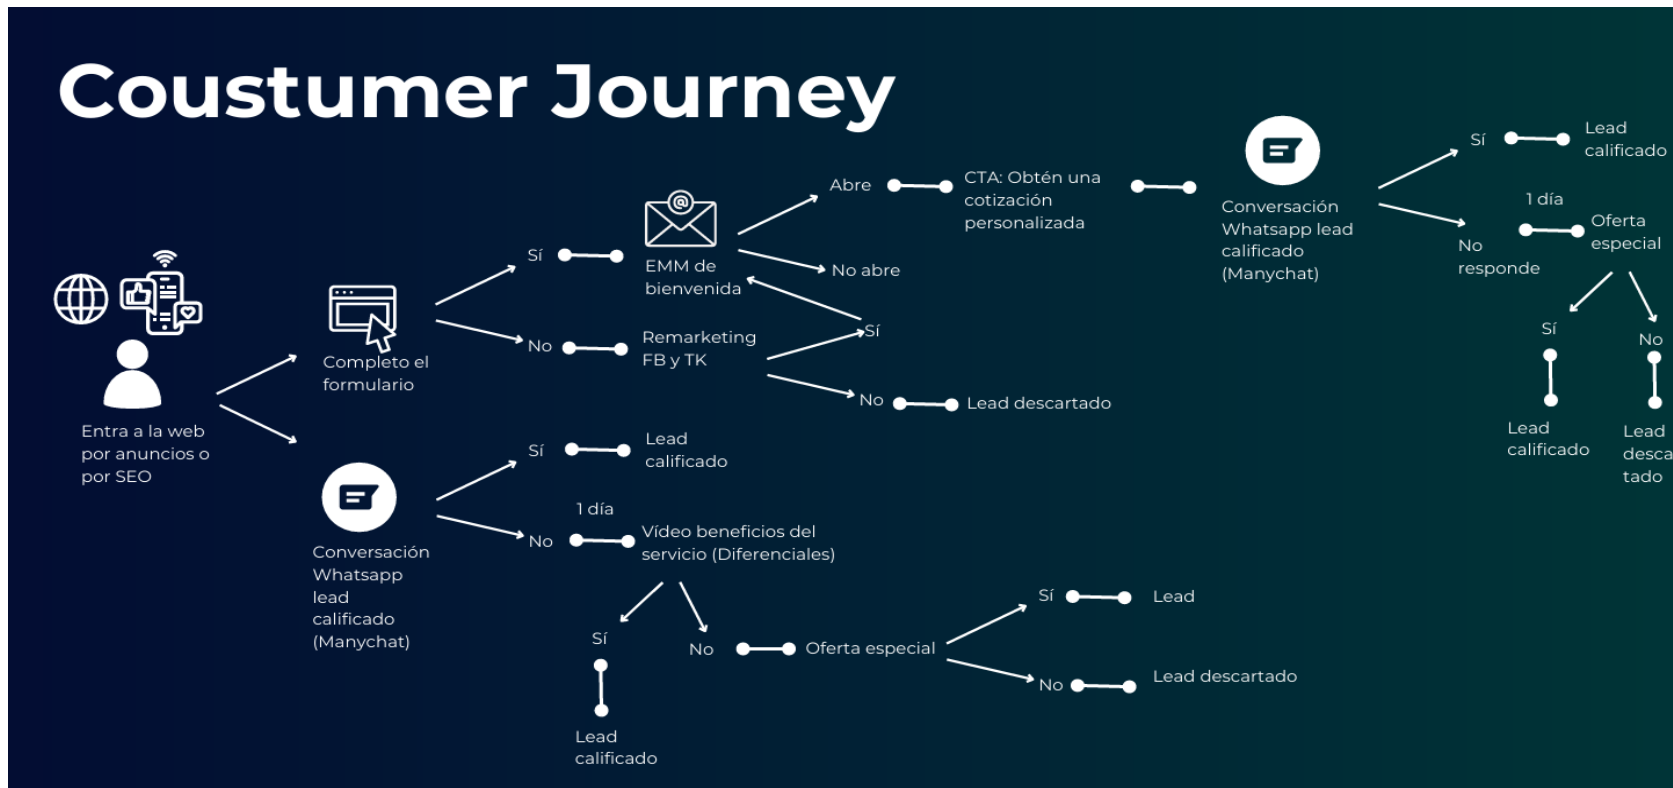 Coustumer Journey
Entra a la web
por anuncios o
por SEO
Completo el
formulario
Sí
EMM de
bienvenida
@
Abre
CTA: Obtén una
cotización
personalizada
Conversación
Whatsapp lead
calificado
(Manychat)
Sí
Lead
calificado
No
responde
1 día
Oferta
especial
Sí
Lead
calificado
No
Lead
desca
tado
No abre
No
Remarketing
FB y TK
Sí
No
Lead descartado
Conversación
Whatsapp
lead
calificado
(Manychat)
Sí
Lead
calificado
No
1 día
Vídeo beneficios del
servicio (Diferenciales)
Sí
Lead
calificado
No
Oferta especial
Sí
Lead
No
Lead descartado